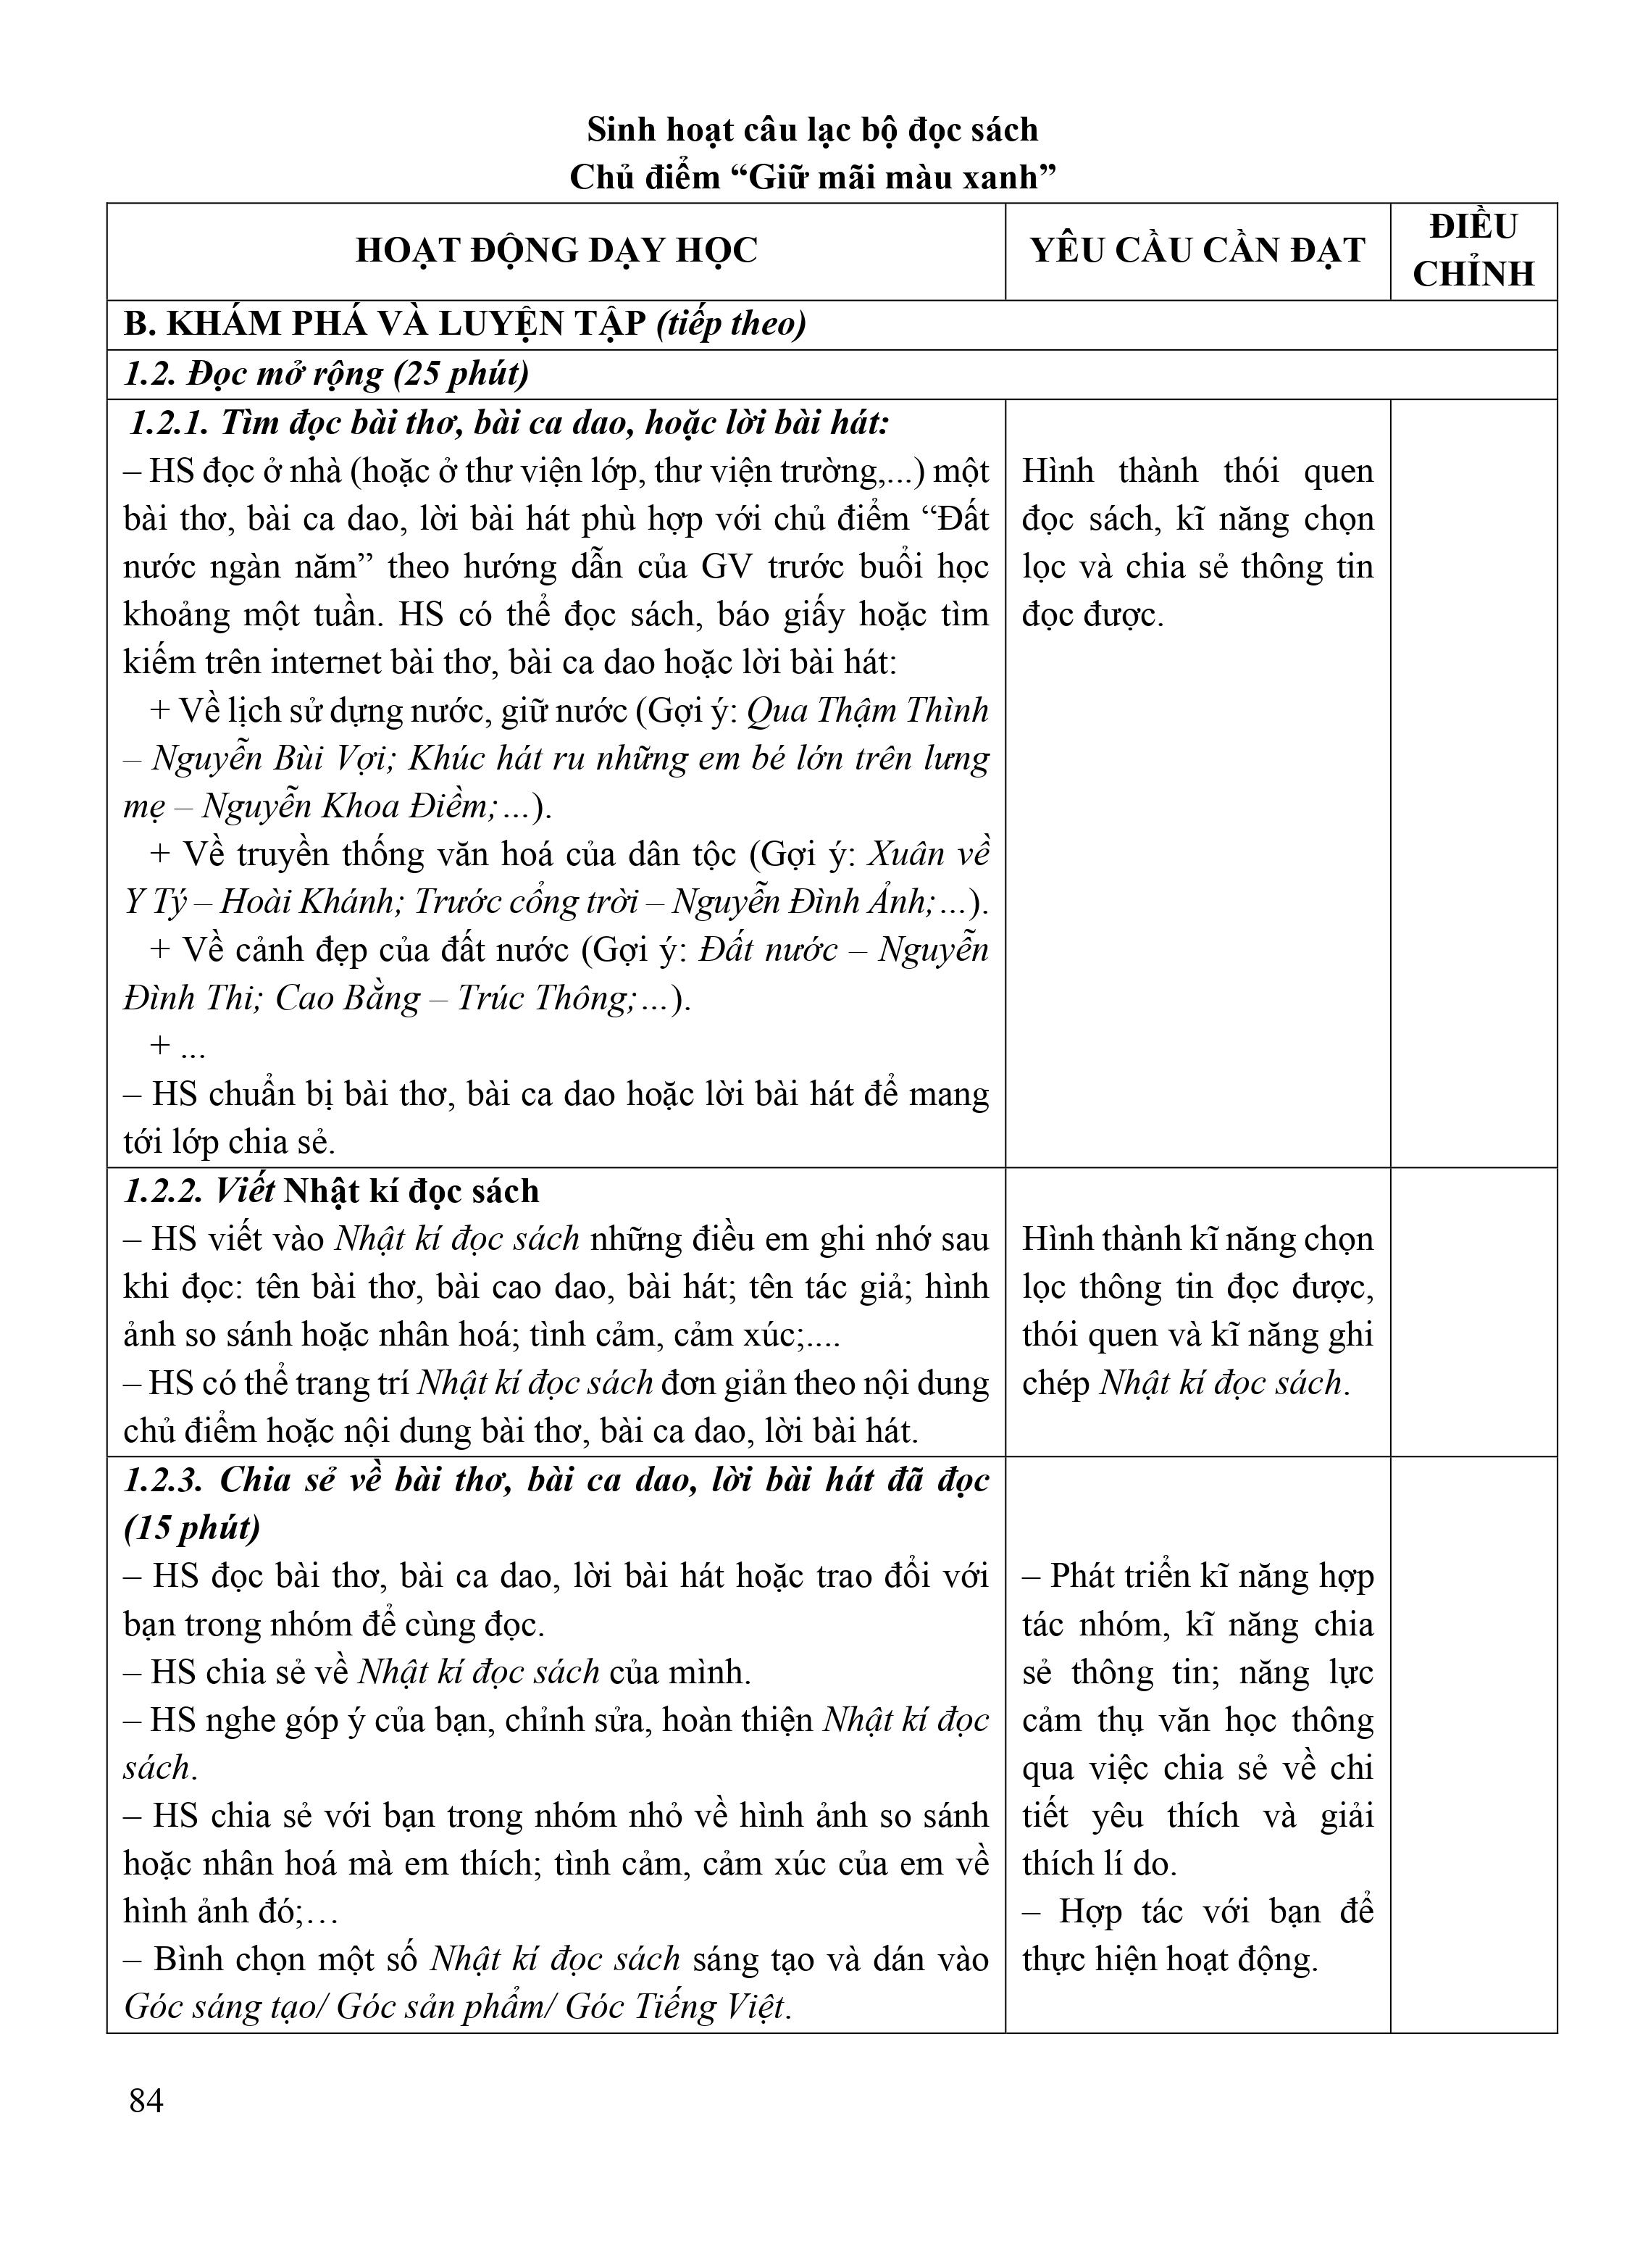 Sinh hoạt câu lạc bộ đọc sách
Chủ điểm “Giữ mãi màu xanh”
HOẠT ĐỘNG DẠY HỌC
YÊU CẦU CẦN ĐẠT
ĐIỀU
CHỈNH
B. KHÁM PHÁ VÀ LUYỆN TẬP (tiếp theo)
1.2. Đọc mở rộng (25 phút)
1.2.1. Tìm đọc bài thơ, bài ca dao, hoặc lời bài hát:
– HS đọc ở nhà (hoặc ở thư viện lớp, thư viện trường,...) một
bài thơ, bài ca dao, lời bài hát phù hợp với chủ điểm “Đất
nước ngàn năm” theo hướng dẫn của GV trước buổi học
khoảng một tuần. HS có thể đọc sách, báo giấy hoặc tìm
kiếm trên internet bài thơ, bài ca dao hoặc lời bài hát:
+ Về lịch sử dựng nước, giữ nước (Gợi ý: Qua Thậm Thình
– Nguyễn Bùi Vợi; Khúc hát ru những em bé lớn trên lưng
mẹ – Nguyễn Khoa Điềm;…).
+ Về truyền thống văn hoá của dân tộc (Gợi ý: Xuân về
Y Tý – Hoài Khánh; Trước cổng trời – Nguyễn Đình Ảnh;…).
+ Về cảnh đẹp của đất nước (Gợi ý: Đất nước – Nguyễn
Đình Thi; Cao Bằng – Trúc Thông;…).
+ ...
– HS chuẩn bị bài thơ, bài ca dao hoặc lời bài hát để mang
tới lớp chia sẻ.
Hình thành thói quen
đọc sách, kĩ năng chọn
lọc và chia sẻ thông tin
đọc được.
1.2.2. Viết Nhật kí đọc sách
– HS viết vào Nhật kí đọc sách những điều em ghi nhớ sau
khi đọc: tên bài thơ, bài cao dao, bài hát; tên tác giả; hình
ảnh so sánh hoặc nhân hoá; tình cảm, cảm xúc;....
– HS có thể trang trí Nhật kí đọc sách đơn giản theo nội dung
chủ điểm hoặc nội dung bài thơ, bài ca dao, lời bài hát.
Hình thành kĩ năng chọn
lọc thông tin đọc được,
thói quen và kĩ năng ghi
chép Nhật kí đọc sách.
1.2.3. Chia sẻ về bài thơ, bài ca dao, lời bài hát đã đọc
(15 phút)
– HS đọc bài thơ, bài ca dao, lời bài hát hoặc trao đổi với
bạn trong nhóm để cùng đọc.
– HS chia sẻ về Nhật kí đọc sách của mình.
– HS nghe góp ý của bạn, chỉnh sửa, hoàn thiện Nhật kí đọc
sách.
– HS chia sẻ với bạn trong nhóm nhỏ về hình ảnh so sánh
hoặc nhân hoá mà em thích; tình cảm, cảm xúc của em về
hình ảnh đó;…
– Bình chọn một số Nhật kí đọc sách sáng tạo và dán vào
Góc sáng tạo/ Góc sản phẩm/ Góc Tiếng Việt.
– Phát triển kĩ năng hợp
tác nhóm, kĩ năng chia
sẻ thông tin; năng lực
cảm thụ văn học thông
qua việc chia sẻ về chi
tiết yêu thích và giải
thích lí do.
– Hợp tác với bạn để
thực hiện hoạt động.
84